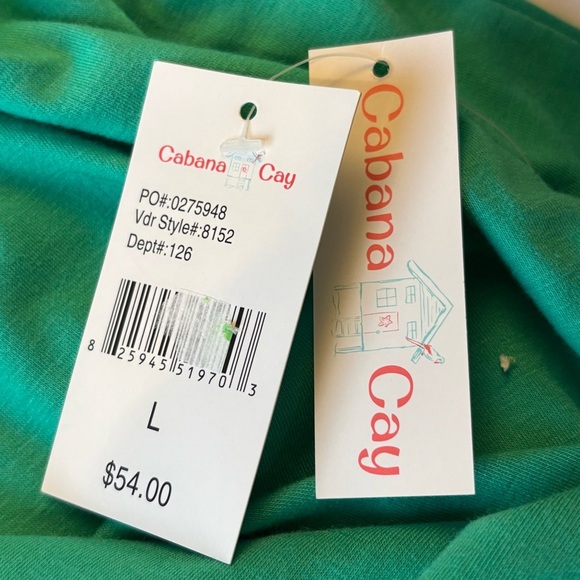 Cabana Cay
PO#:0275948
Vdr Style#:8152
Dept#:126
8 25945 51970 3
L
$54.00
Cabana Cay